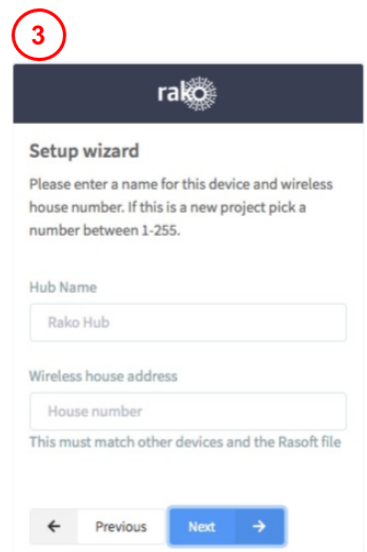 3
rako
Setup wizard
Please enter a name for this device and wireless
house number. If this is a new project pick a
number between 1-255.
Hub Name
Rako Hub
Wireless house address
House number
This must match other devices and the Rasoft file
Previous
Next